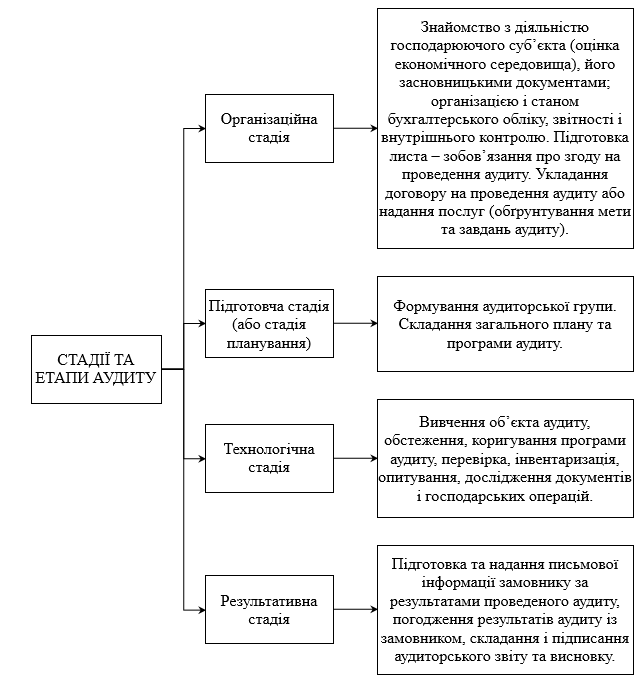 СТАДІЇ ТА
ЕТАПИ АУДИТУ
Організаційна
стадія
Знайомство з діяльністю
господарюючого суб’єкта (оцінка
економічного середовища), його
засновницькими документами;
організацією і станом
бухгалтерського обліку, звітності і
внутрішнього контролю. Підготовка
листа – зобов’язання про згоду на
проведення аудиту. Укладання
договору на проведення аудиту або
надання послуг (обґрунтування мети
та завдань аудиту).
Підготовча стадія
(або стадія
планування)
Формування аудиторської групи.
Складання загального плану та
програми аудиту.
Технологічна
стадія
Вивчення об’єкта аудиту,
обстеження, коригування програми
аудиту, перевірка, інвентаризація,
опитування, дослідження документів
і господарських операцій.
Результативна
стадія
Підготовка та надання письмової
інформації замовнику за
результатами проведеного аудиту,
погодження результатів аудиту із
замовником, складання і підписання
аудиторського звіту та висновку.